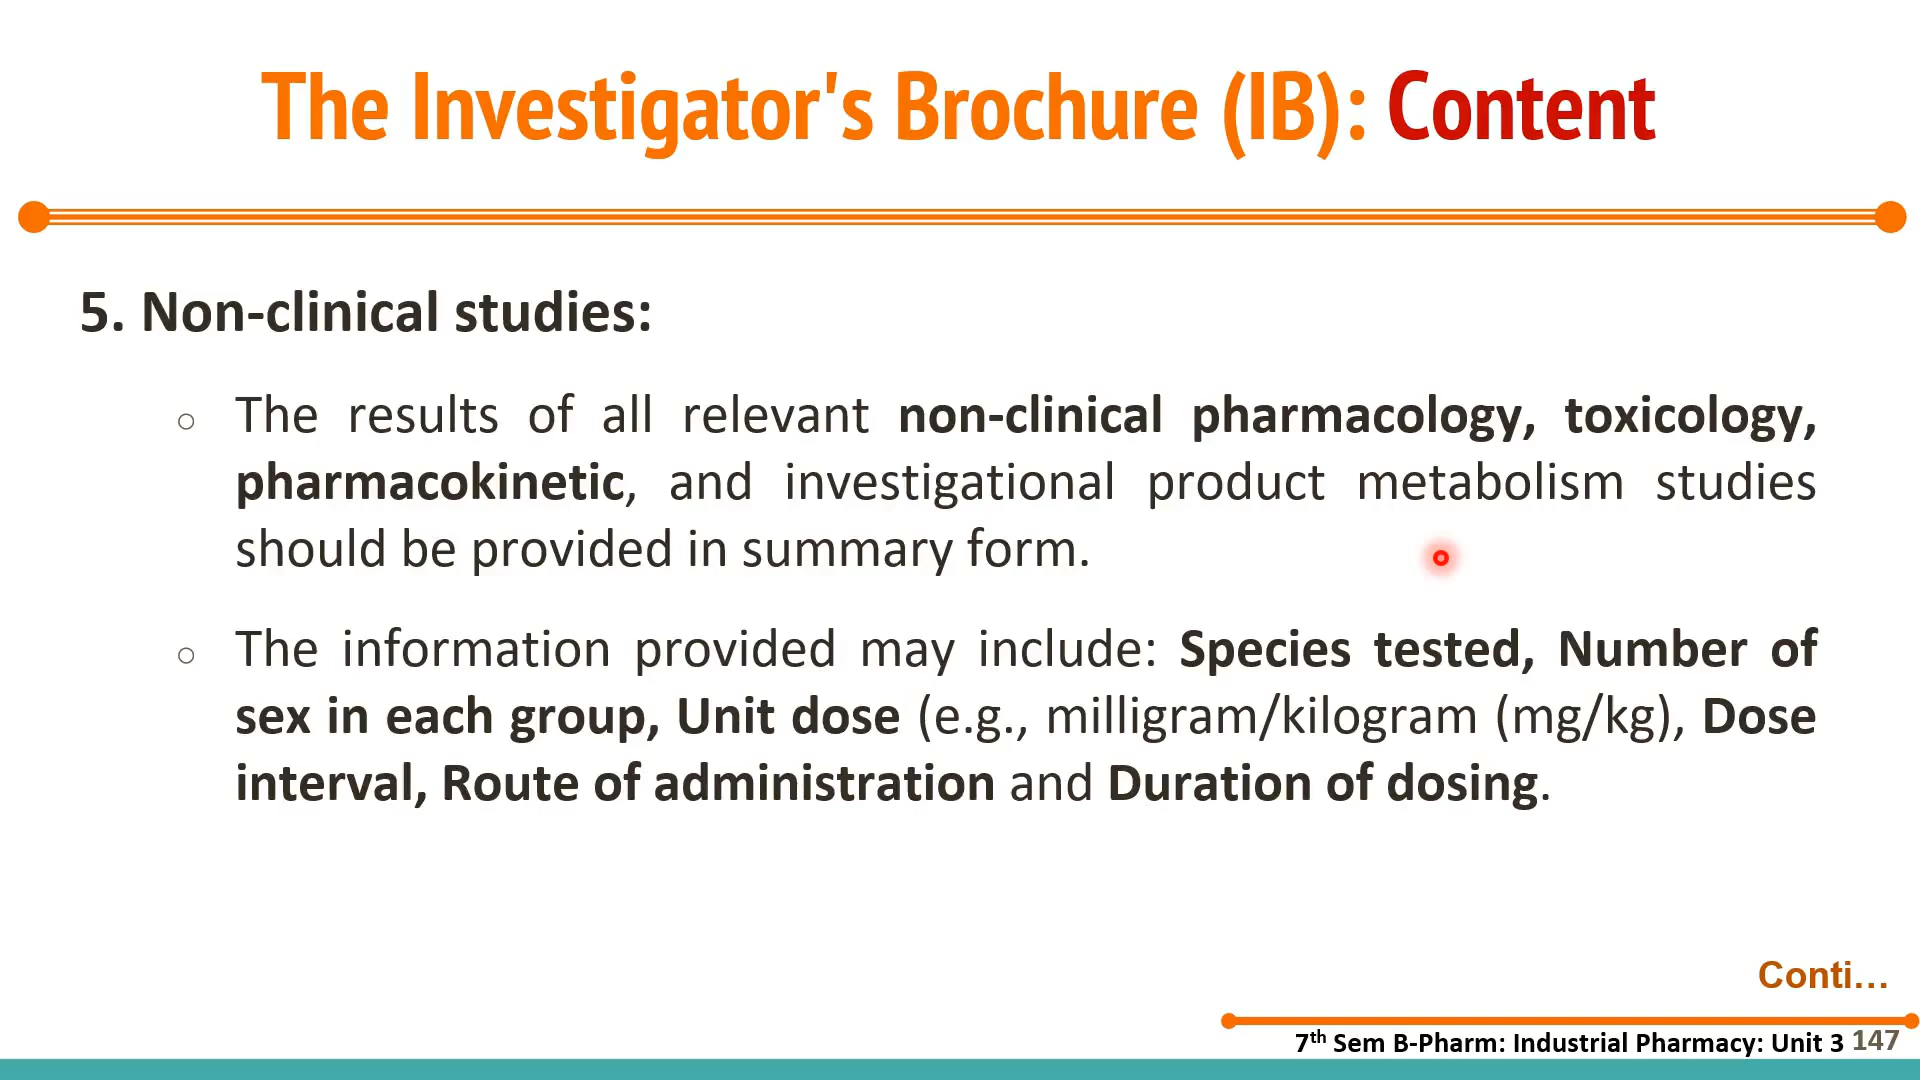 The Investigator's Brochure (IB): Content
5. Non-clinical studies:
○ The results of all relevant non-clinical pharmacology, toxicology,
pharmacokinetic, and investigational product metabolism studies
should be provided in summary form.
○ The information provided may include: Species tested, Number of
sex in each group, Unit dose (e.g., milligram/kilogram (mg/kg), Dose
interval, Route of administration and Duration of dosing.
Conti...
7th Sem B-Pharm: Industrial Pharmacy: Unit 3 147